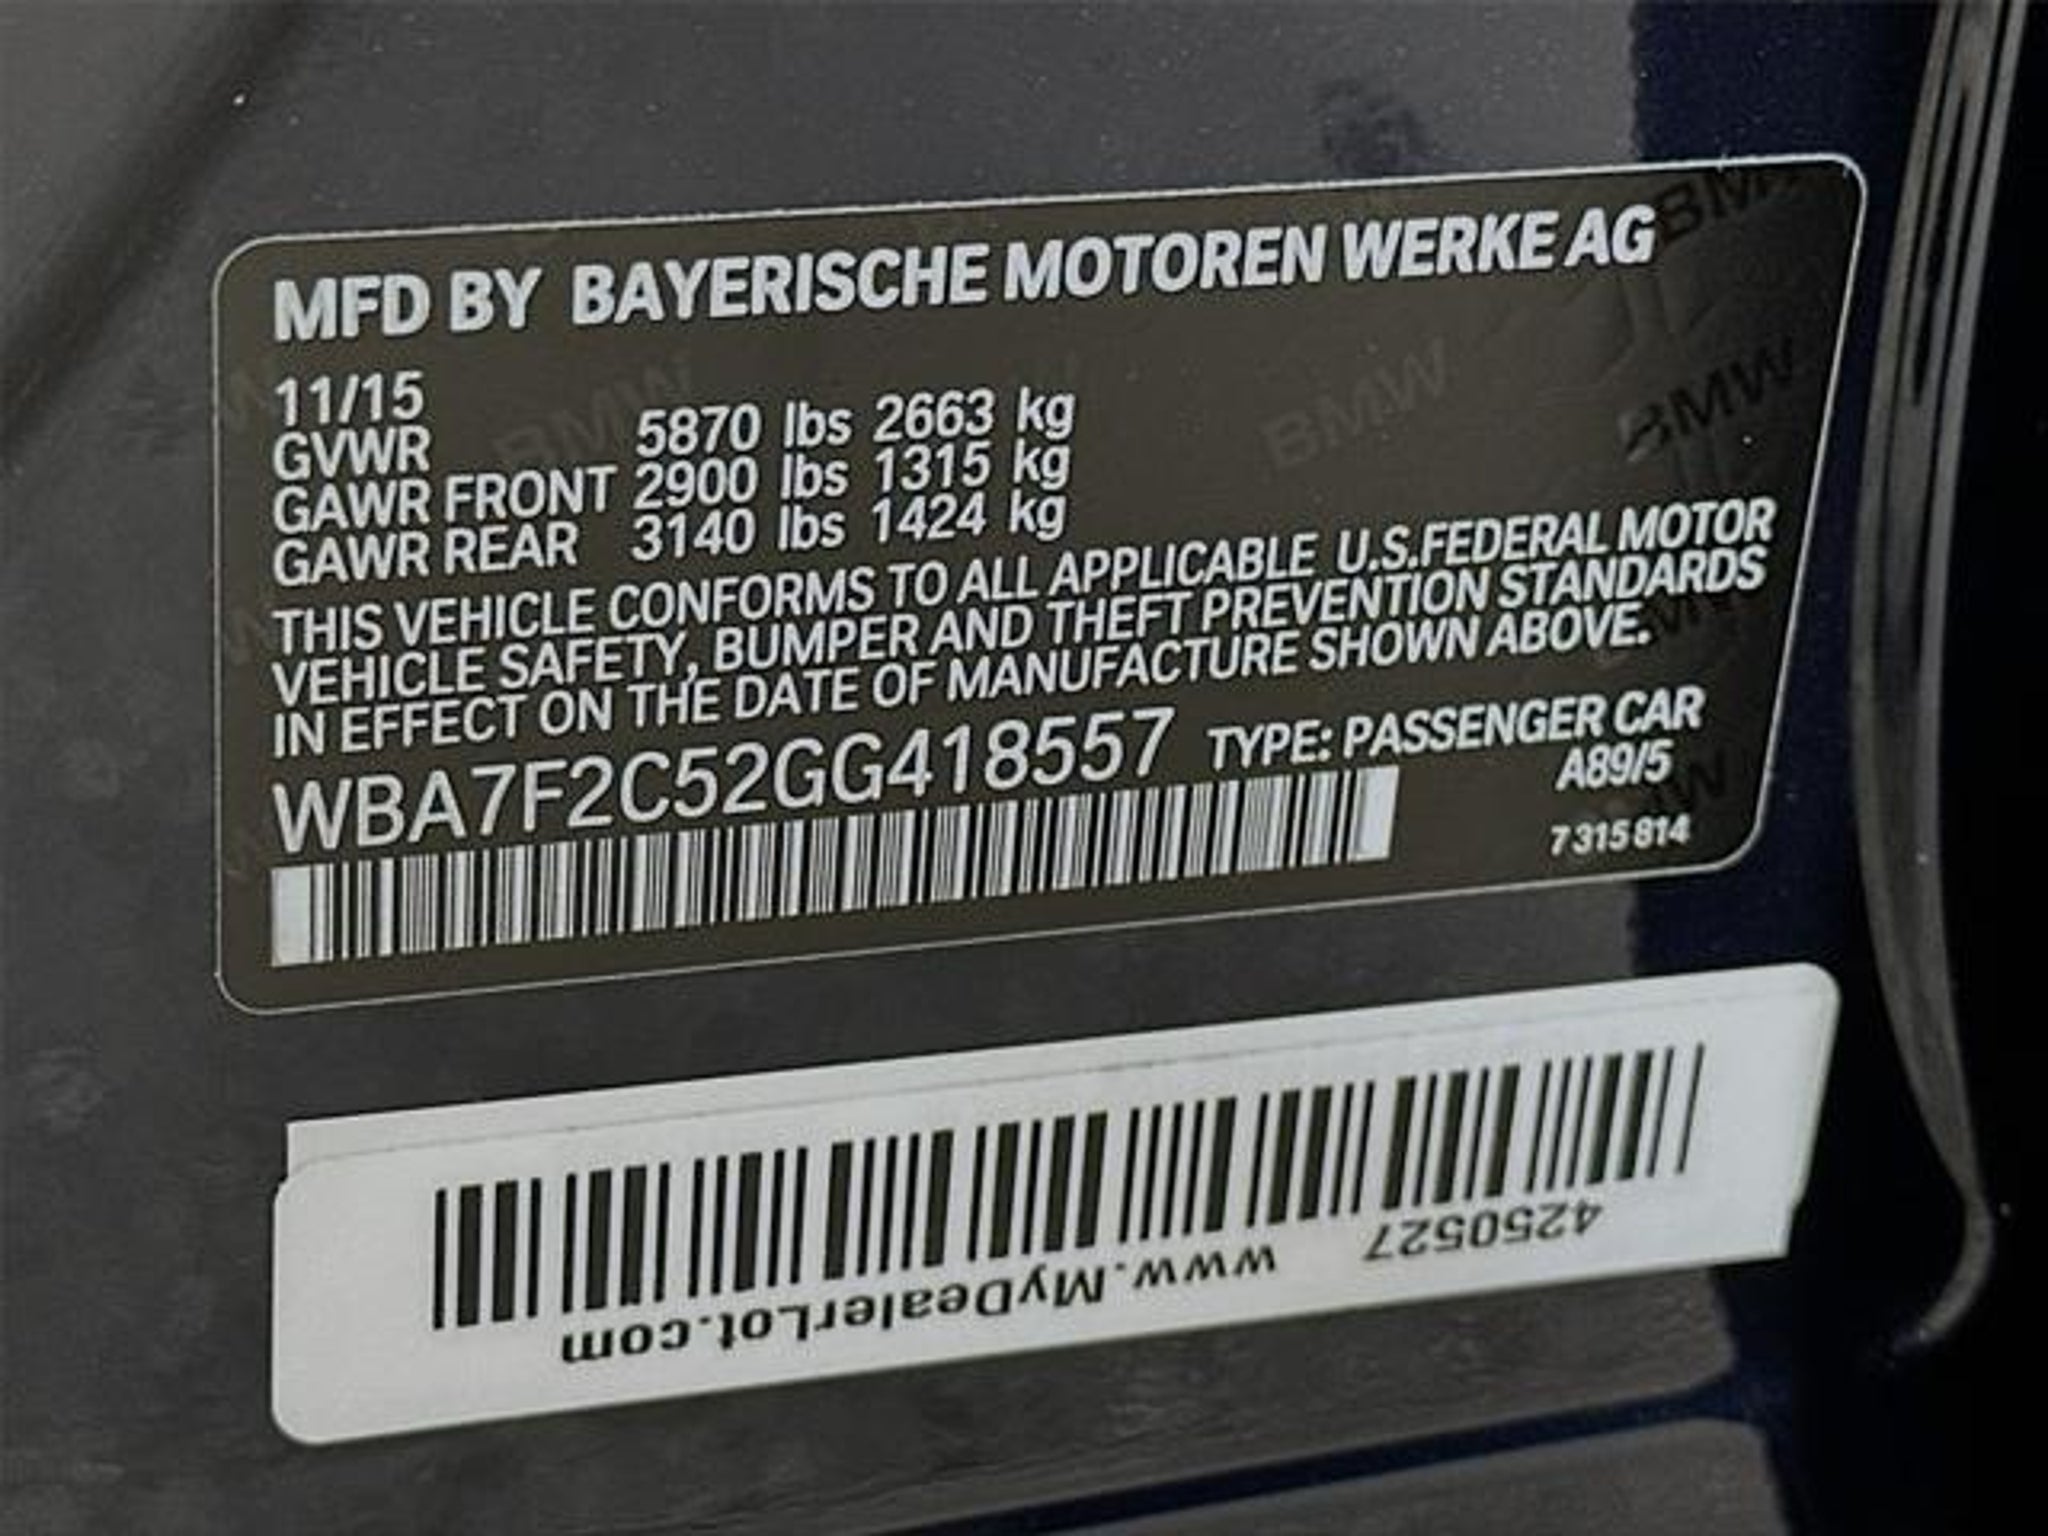 MFD BY BAYERISCHE MOTOREN WERKE AG
11/15
GVWR 5870 lbs 2663 kg
GAWR FRONT 2900 lbs 1315 kg
GAWR REAR 3140 lbs 1424 kg
THIS VEHICLE CONFORMS TO ALL APPLICABLE U.S.FEDERAL MOTOR
VEHICLE SAFETY, BUMPER AND THEFT PREVENTION STANDARDS
IN EFFECT ON THE DATE OF MANUFACTURE SHOWN ABOVE.
WBA7F2C52GG418557 TYPE: PASSENGER CAR
A89/5
7315814
4250527 www.MyDealerLot.com